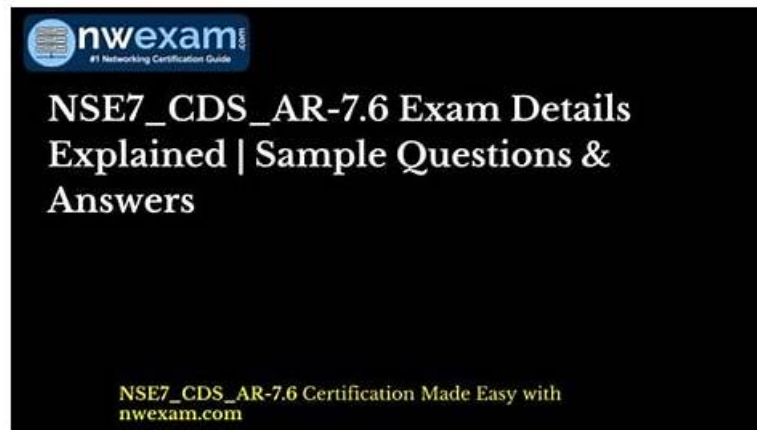 nwexam.com
#1 Networking Certification Guide
NSE7_CDS_AR-7.6 Exam Details
Explained | Sample Questions &
Answers
NSE7_CDS_AR-7.6 Certification Made Easy with
nwexam.com